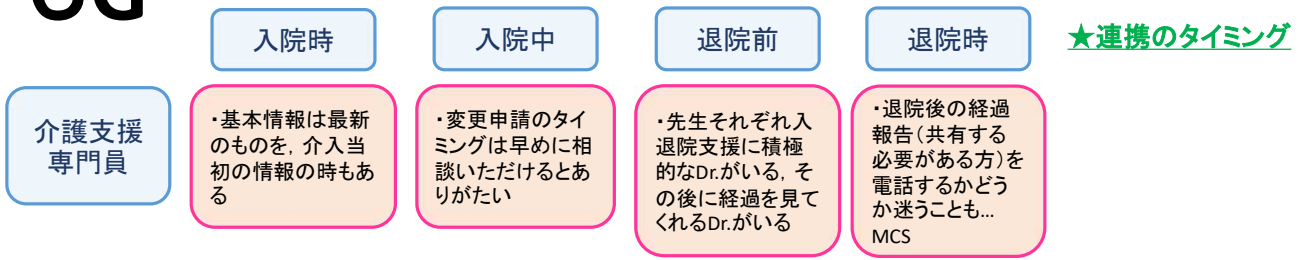 入院時
入院中
退院前
退院時
★連携のタイミング
介護支援
専門員
・基本情報は最新
のものを，介入当
初の情報の時もあ
る
・変更申請のタイ
ミングは早めに相
談いただけるとあ
りがたい
・先生それぞれ入
退院支援に積極
的なDr.がいる，そ
の後に経過を見て
くれるDr.がいる
・退院後の経過
報告（共有する
必要がある方）を
電話するかどう
か迷うことも…
MCS